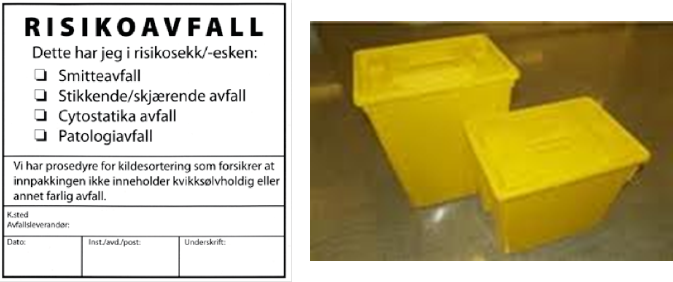 RISIKOAVFALL
Dette har jeg i risikosekk/-esken:
Smitteavfall
Stikkende/skjærende avfall
Cytostatika avfall
Patologiavfall
Vi har prosedyre for kildesortering som forsikrer at
innpakkingen ikke inneholder kvikksølvholdig eller
annet farlig avfall.
K.sted
Avfallsleverandør:
Dato: Inst./avd./post: Underskrift: